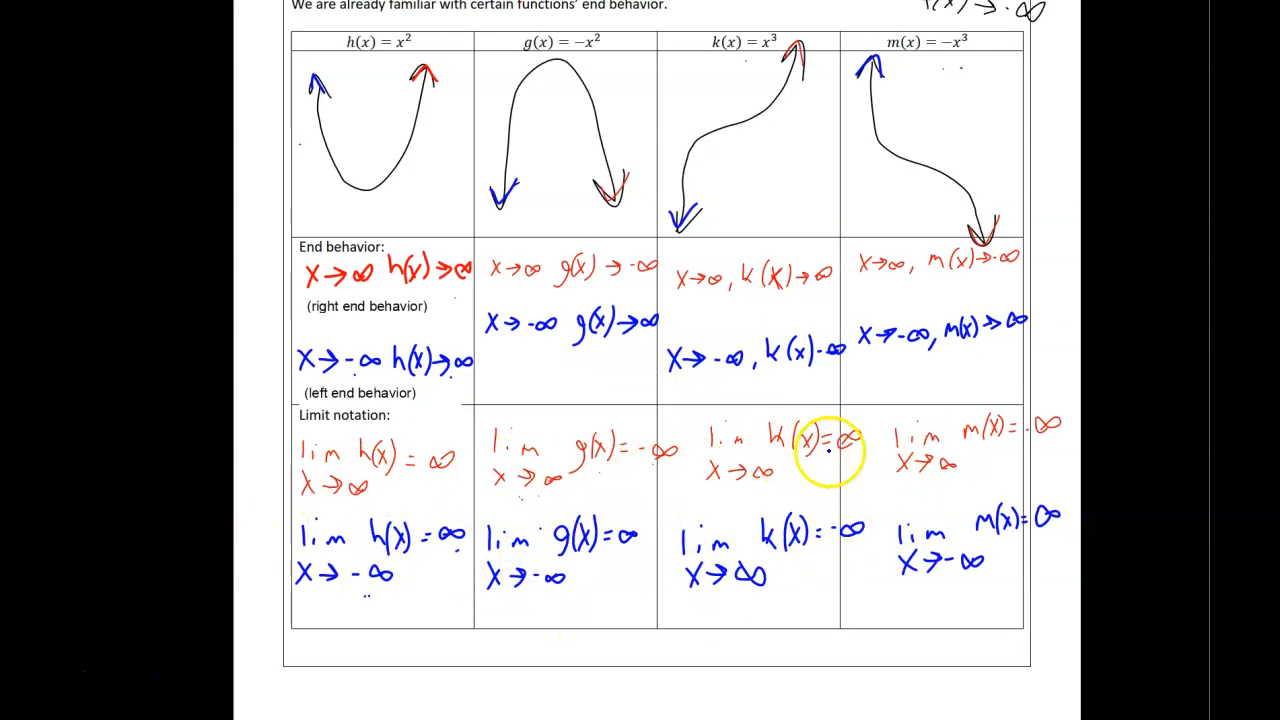 We are already familiar with certain functions' end behavior.
(x) → -∞
h(x) = x² g(x) = −x² k(x) = x³ m(x) = −x³
End behavior:
x→∞ h(x)→∞ x→∞ g(x)→-∞ x→∞, k(x)→∞ x→∞, m(x)→-∞
(right end behavior)
x→-∞ g(x)→∞ x→-∞, m(x)→∞
x→-∞ h(x)→∞ x→-∞, k(x)-∞
(left end behavior)
Limit notation:
lim h(x) = ∞ lim g(x) = -∞ lim k(x) = ∞ lim m(x) = -∞
x→∞ x→∞ x→∞ x→∞
lim h(x) = ∞ lim g(x) = ∞ lim k(x) = -∞ lim m(x) = ∞
x→-∞ x→-∞ x→∞ x→-∞